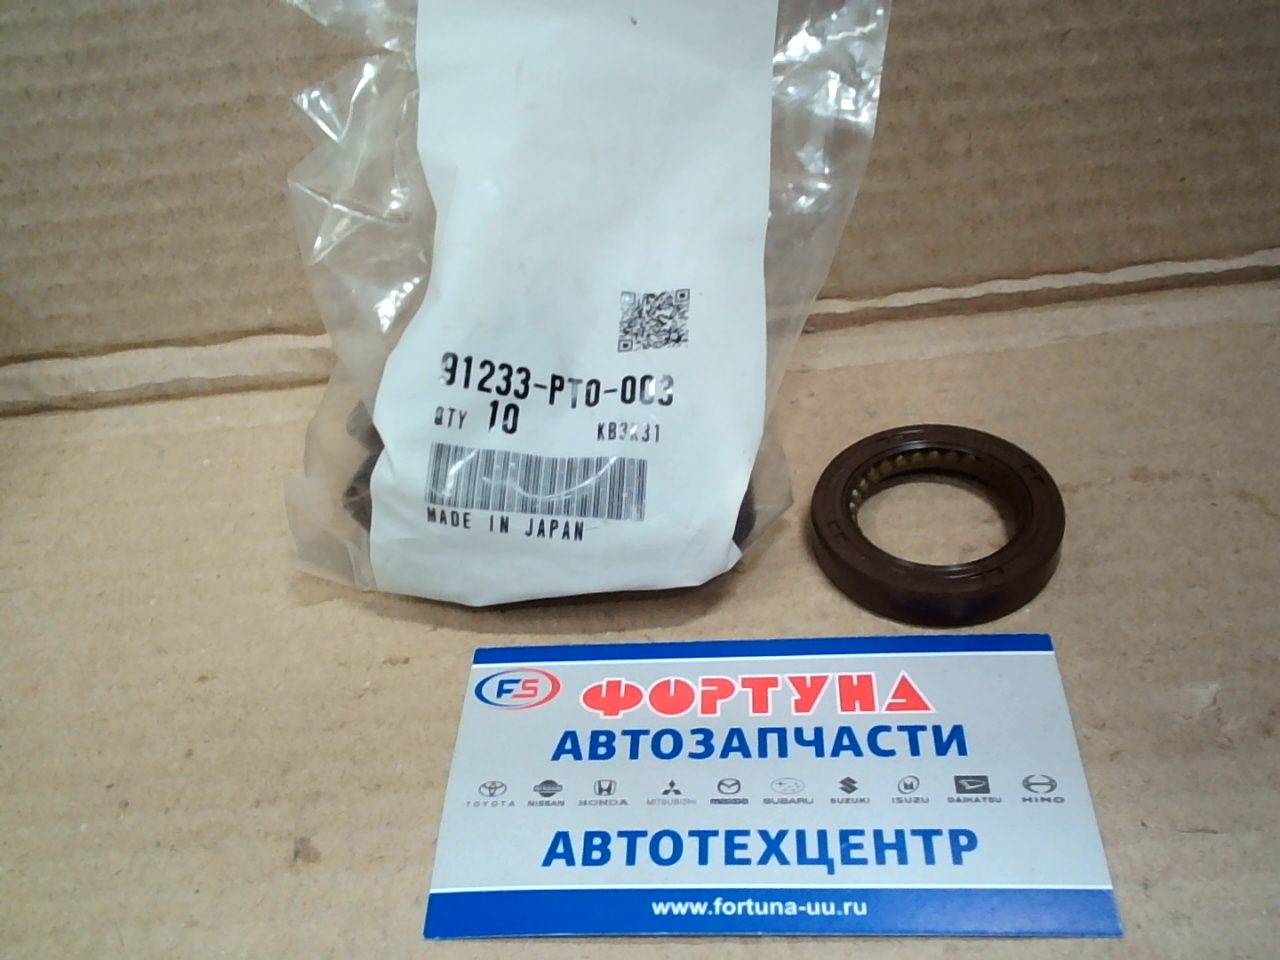 91233-PT0-003
QTY 10 KB3K31
MADE IN JAPAN
FS ФОРТУНА
АВТОЗАПЧАСТИ
TOYOTA NISSAN HONDA MITSUBISHI MAZDA SUBARU SUZUKI ISUZU DAIHATSU HINO
АВТОТЕХЦЕНТР
www.fortuna-uu.ru